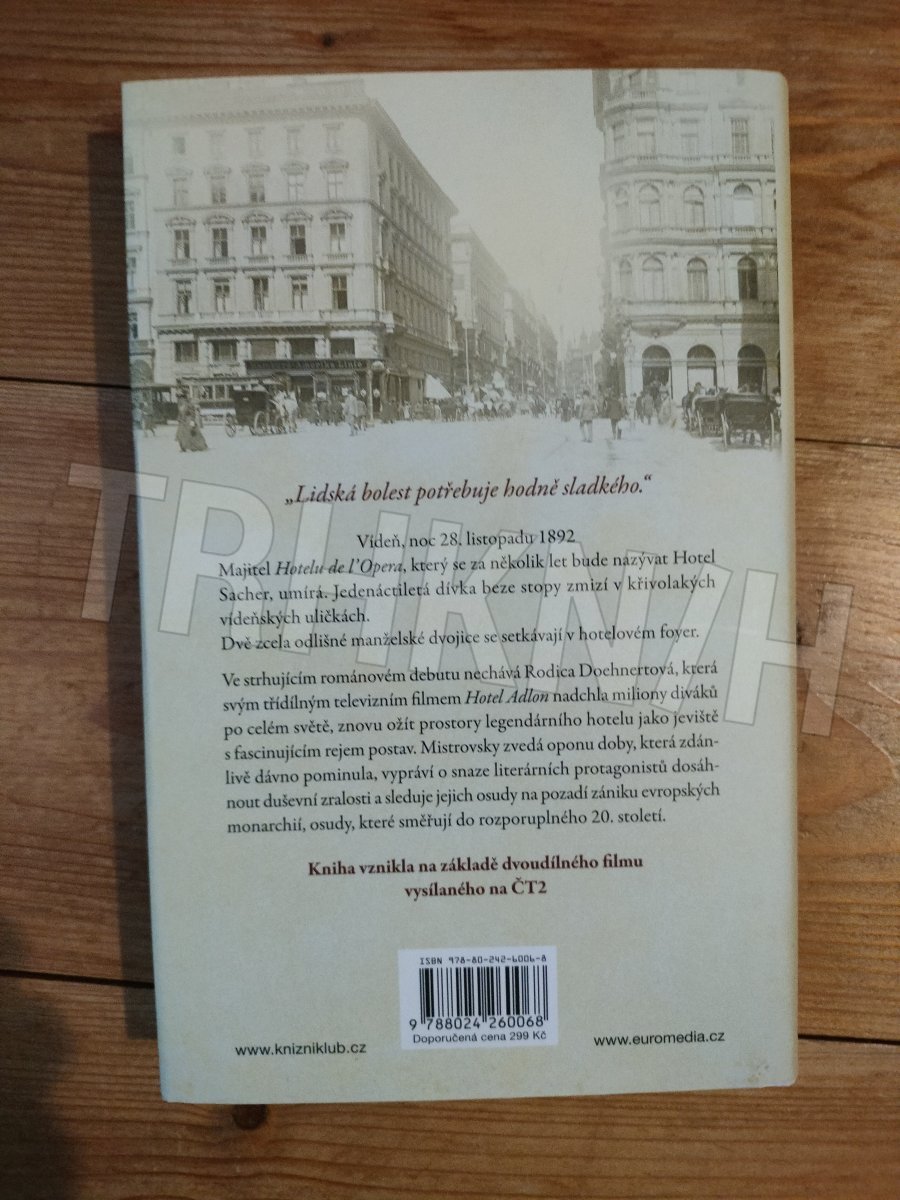 „Lidská bolest potřebuje hodně sladkého.“
Vídeň, noc 28. listopadu 1892
Majitel Hotelu de l’Opera, který se za několik let bude nazývat Hotel
Sacher, umírá. Jedenáctiletá dívka beze stopy zmizí v křivolakých
vídeňských uličkách.
Dvě zcela odlišné manželské dvojice se setkávají v hotelovém foyer.
Ve strhujícím románovém debutu nechává Rodica Doehnertová, která
svým třídílným televizním filmem Hotel Adlon nadchla miliony diváků
po celém světě, znovu ožít prostory legendárního hotelu jako jeviště
s fascinujícím rejem postav. Mistrovsky zvedá oponu doby, která zdán-
livě dávno pominula, vypráví o snaze literárních protagonistů dosáh-
nout duševní zralosti a sleduje jejich osudy na pozadí zániku evropských
monarchií, osudy, které směřují do rozporuplného 20. století.
Kniha vznikla na základě dvoudílného filmu
vysílaného na ČT2
ISBN 978-80-242-6006-8
9 788024 260068
Doporučená cena 299 Kč
www.knizniklub.cz
www.euromedia.cz